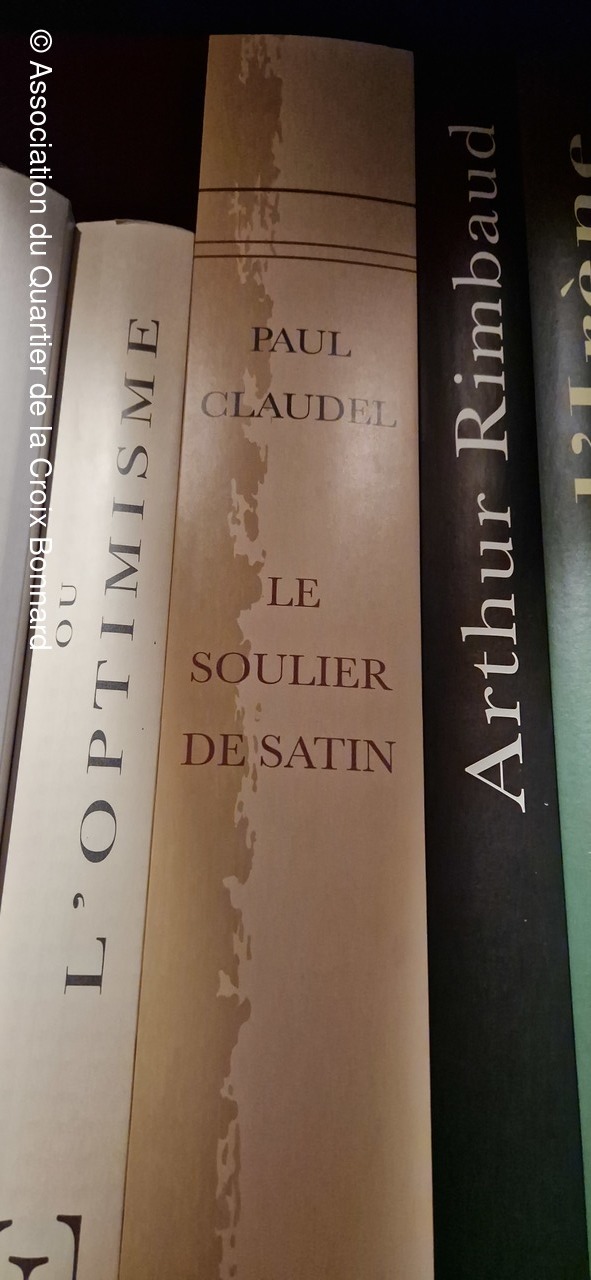 © Association du Quartier de la Croix Bonnard
OU
L'OPTIMISME
PAUL
CLAUDEL
LE
SOULIER
DE SATIN
Arthur Rimbaud